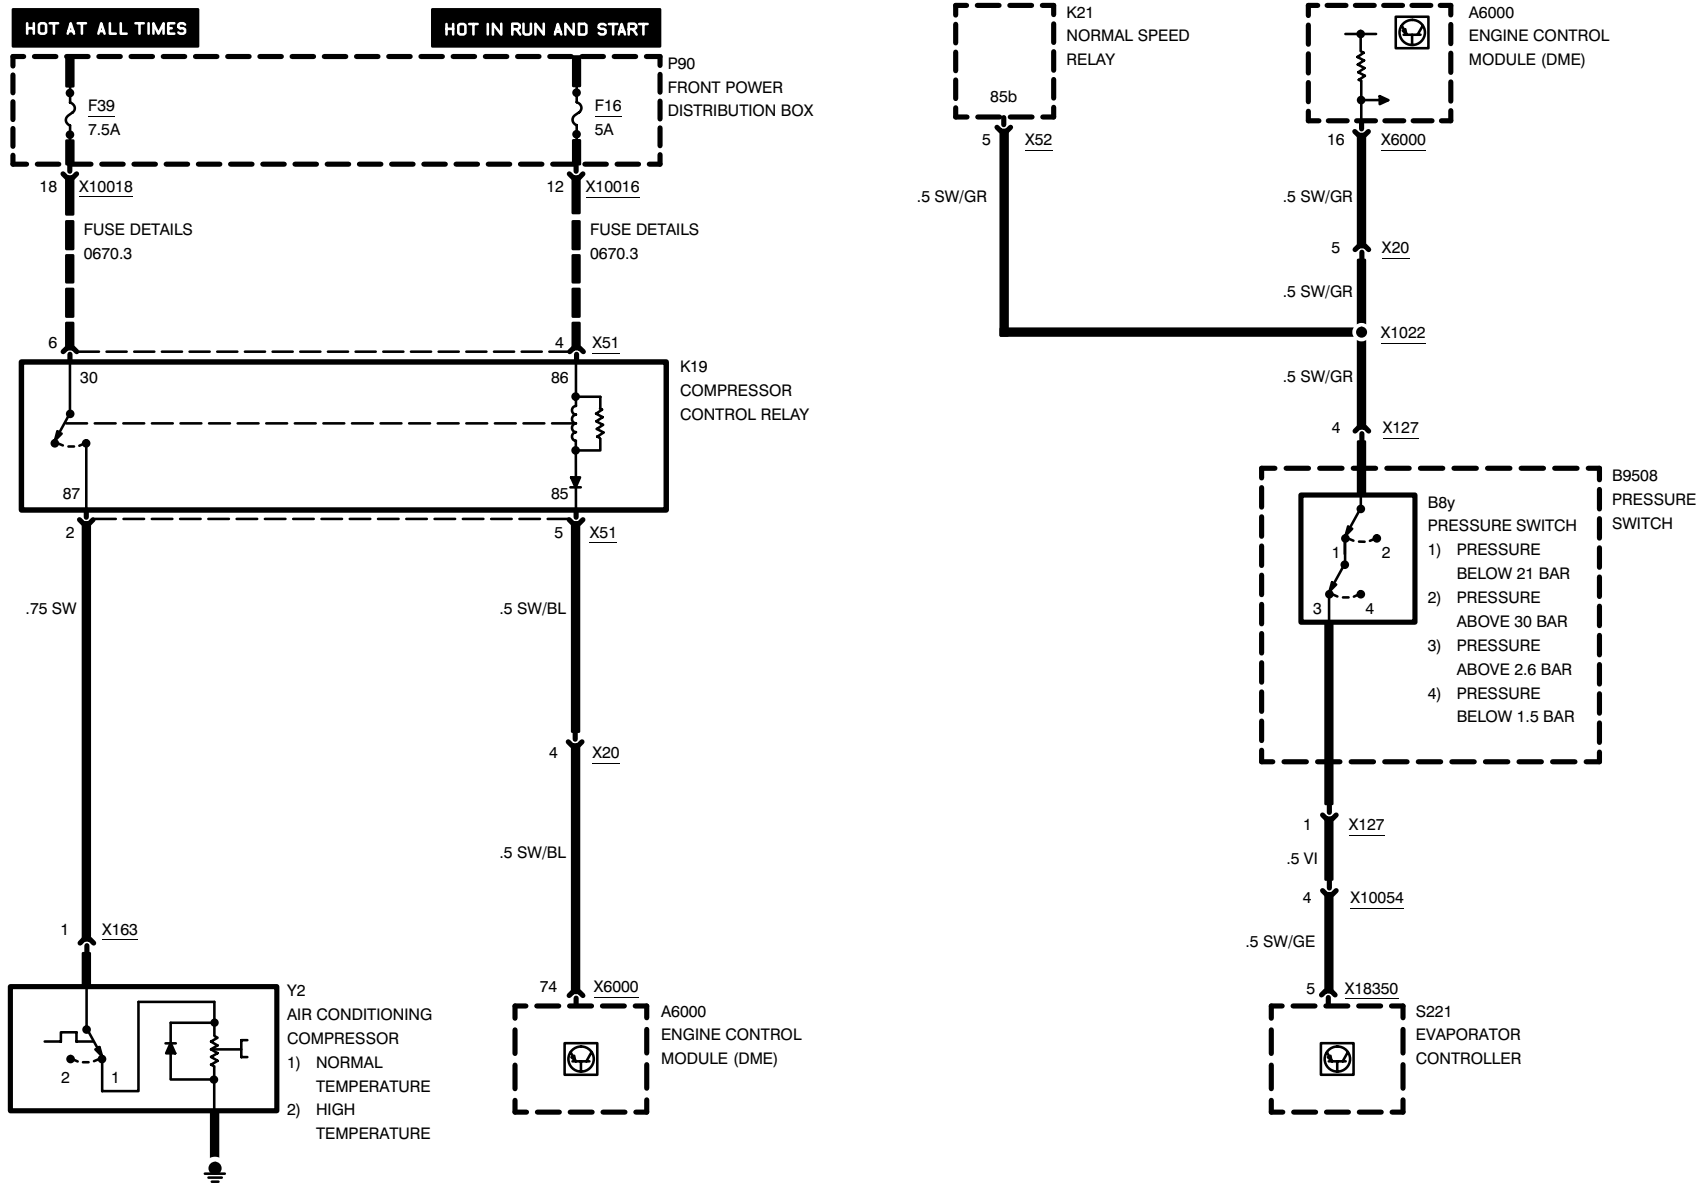 HOT AT ALL TIMES
HOT IN RUN AND START
P90
FRONT POWER
DISTRIBUTION BOX
F39
7.5A
F16
5A
18 X10018
12 X10016
FUSE DETAILS
0670.3
FUSE DETAILS
0670.3
6
4 X51
30
86
K19
COMPRESSOR
CONTROL RELAY
87
85
2
5 X51
.75 SW
.5 SW/BL
4 X20
.5 SW/BL
1 X163
74 X6000
Y2
AIR CONDITIONING
COMPRESSOR
1) NORMAL
TEMPERATURE
2) HIGH
TEMPERATURE
2
1
A6000
ENGINE CONTROL
MODULE (DME)
K21
NORMAL SPEED
RELAY
85b
5 X52
.5 SW/GR
A6000
ENGINE CONTROL
MODULE (DME)
16 X6000
.5 SW/GR
5 X20
.5 SW/GR
X1022
.5 SW/GR
4 X127
B9508
PRESSURE
SWITCH
B8y
PRESSURE SWITCH
1) PRESSURE
BELOW 21 BAR
2) PRESSURE
ABOVE 30 BAR
3) PRESSURE
ABOVE 2.6 BAR
4) PRESSURE
BELOW 1.5 BAR
1
2
3
4
1 X127
.5 VI
4 X10054
.5 SW/GE
5 X18350
S221
EVAPORATOR
CONTROLLER